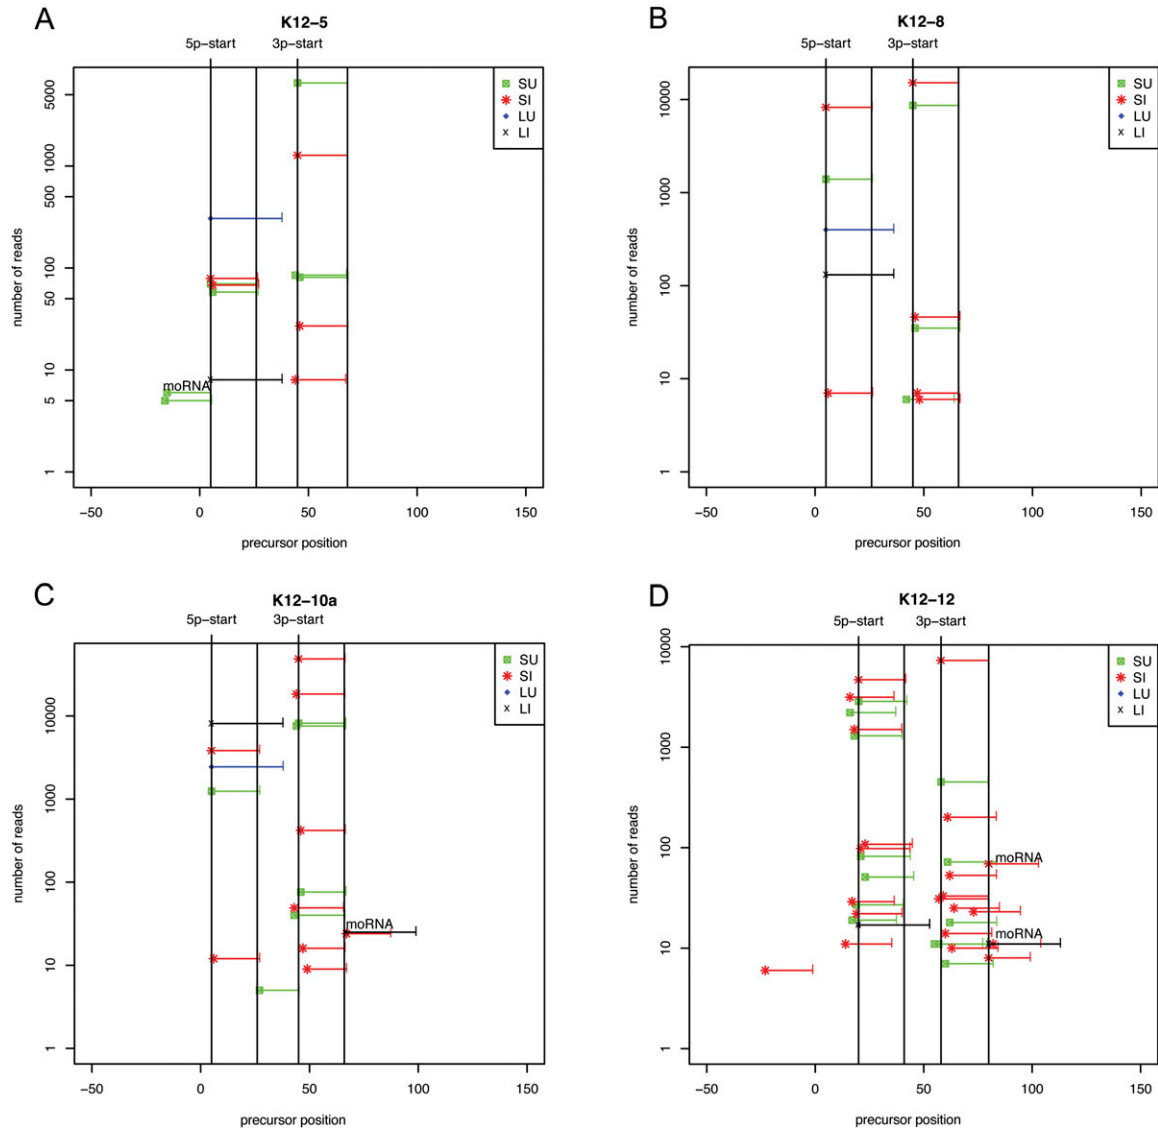 A
K12–5
5p–start 3p–start
SU
SI
LU
LI
number of reads
5000
1000
500
100
50
10
5
1
moRNA
−50 0 50 100 150
precursor position
B
K12–8
5p–start 3p–start
SU
SI
LU
LI
number of reads
10000
1000
100
10
1
−50 0 50 100 150
precursor position
C
K12–10a
5p–start 3p–start
SU
SI
LU
LI
number of reads
10000
1000
100
10
1
moRNA
−50 0 50 100 150
precursor position
D
K12–12
5p–start 3p–start
SU
SI
LU
LI
number of reads
10000
1000
100
10
1
moRNA
moRNA
−50 0 50 100 150
precursor position